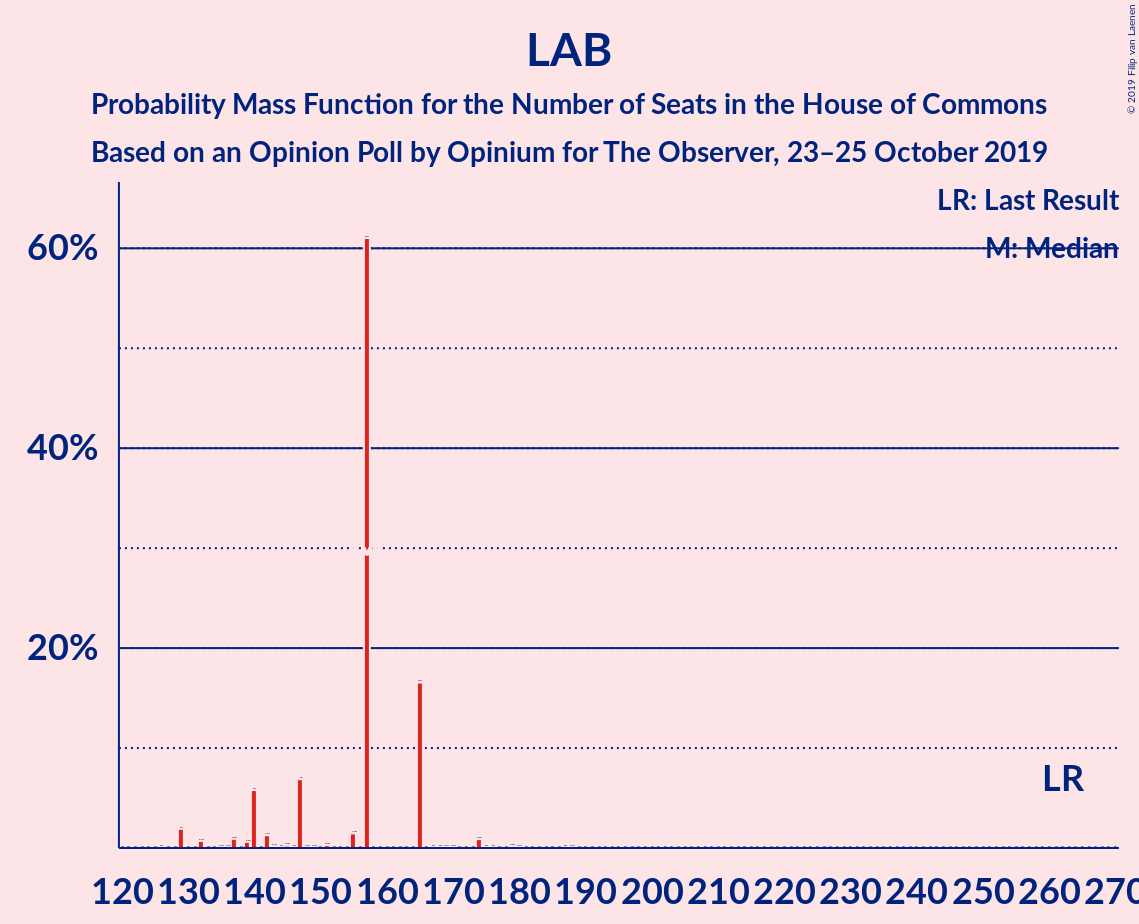 LAB
Probability Mass Function for the Number of Seats in the House of Commons
Based on an Opinion Poll by Opinium for The Observer, 23–25 October 2019
© 2019 Filip van Laenen
LR: Last Result
M: Median
60%
40%
20%
LR
120 130 140 150 160 170 180 190 200 210 220 230 240 250 260 270